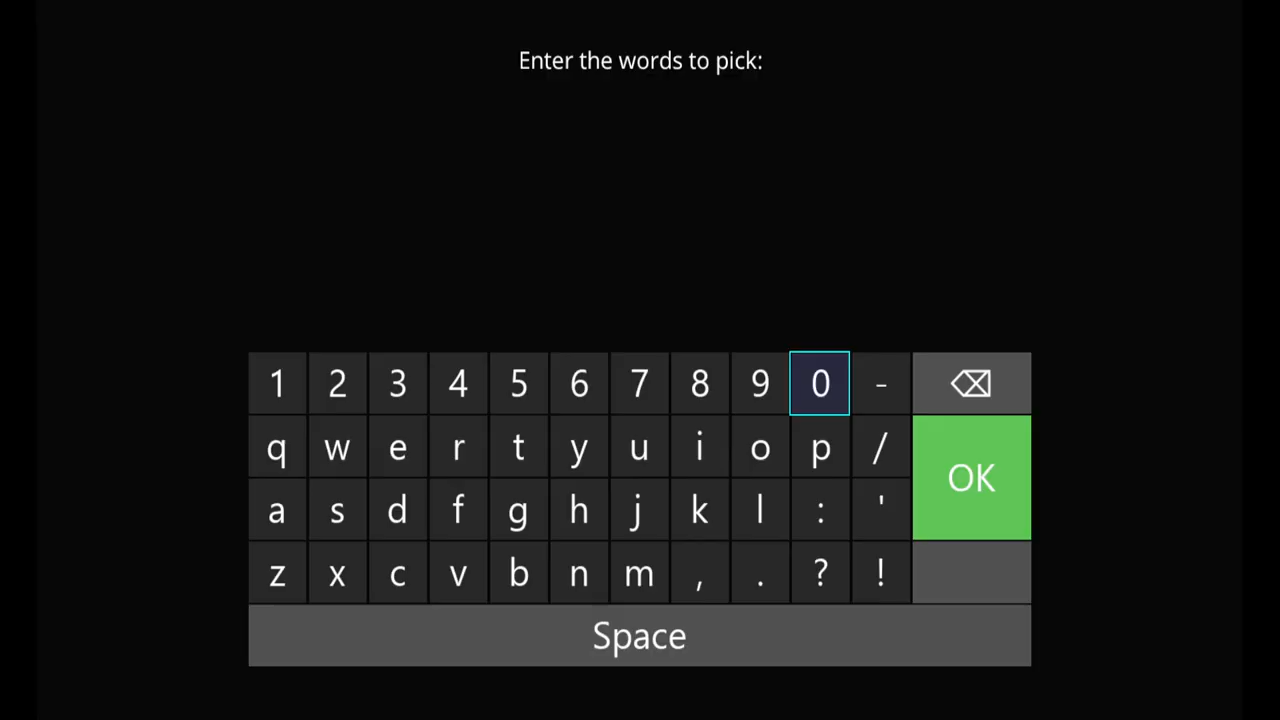 Enter the words to pick:
1 2 3 4 5 6 7 8 9 0 - ⌫
q w e r t y u i o p / OK
a s d f g h j k l : '
z x c v b n m , . ? !
Space